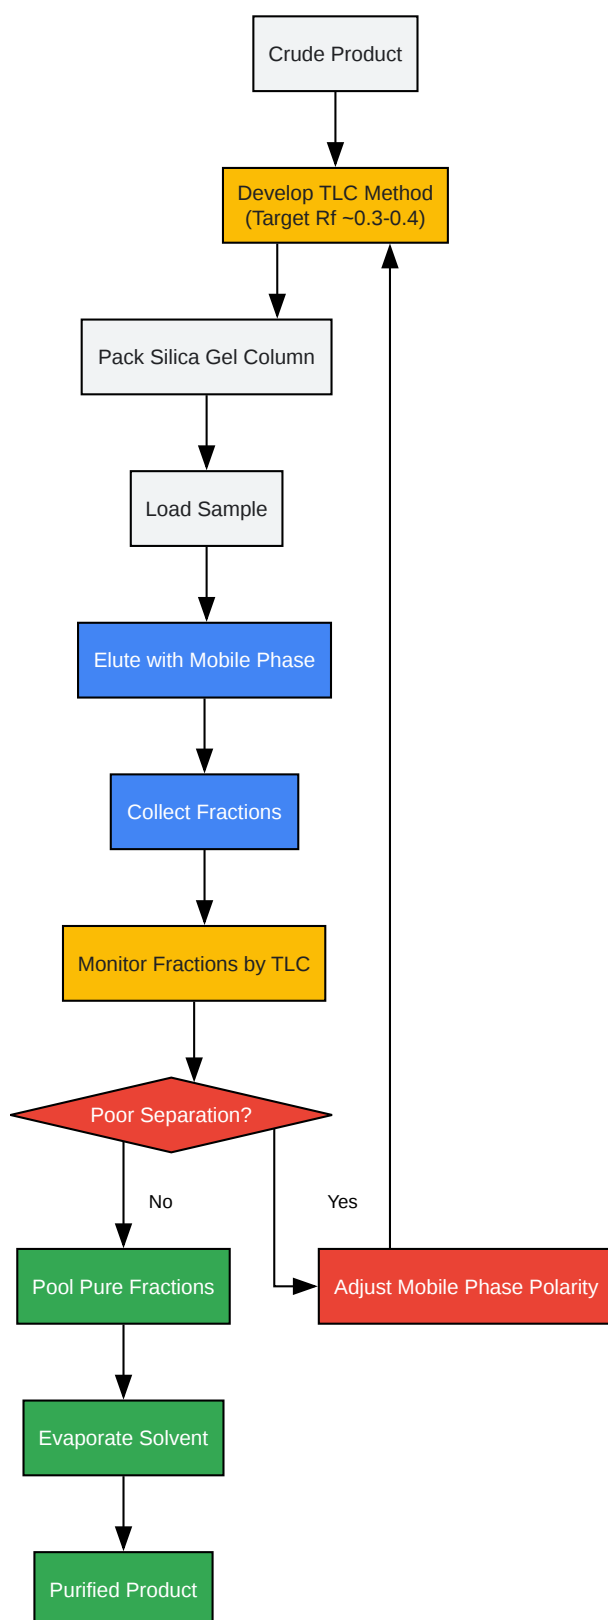 Crude Product
Develop TLC Method
(Target Rf ~0.3-0.4)
Pack Silica Gel Column
Load Sample
Elute with Mobile Phase
Collect Fractions
Monitor Fractions by TLC
Poor Separation?
No
Yes
Pool Pure Fractions
Adjust Mobile Phase Polarity
Evaporate Solvent
Purified Product